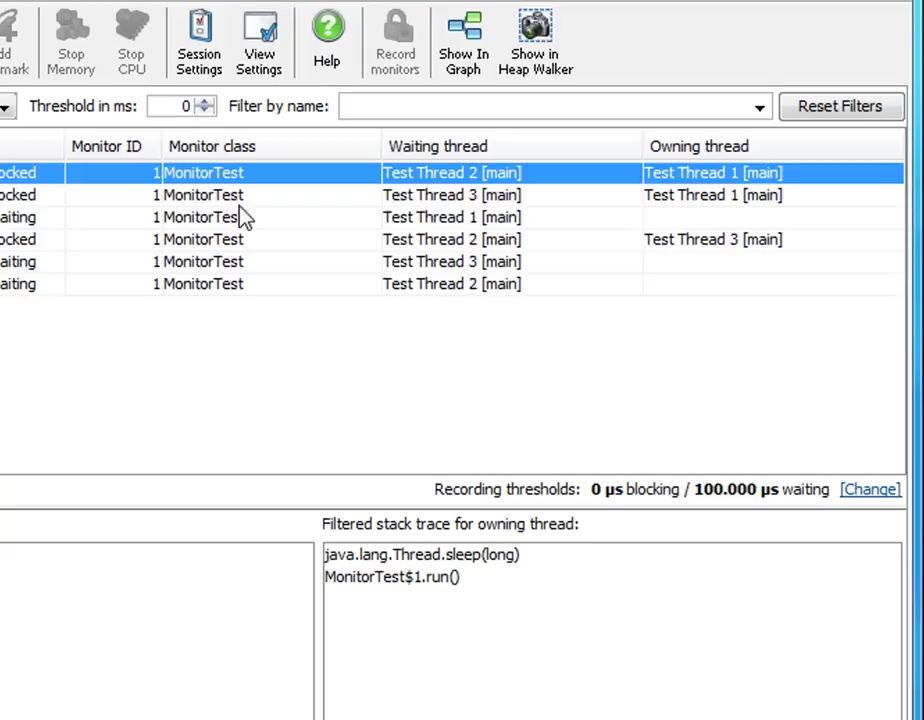 dd Stop Stop Session View Help Record Show In Show in
mark Memory CPU Settings Settings monitors Graph Heap Walker
Threshold in ms: 0 Filter by name: Reset Filters
Monitor ID Monitor class Waiting thread Owning thread
ocked 1 MonitorTest Test Thread 2 [main] Test Thread 1 [main]
ocked 1 MonitorTest Test Thread 3 [main] Test Thread 1 [main]
aiting 1 MonitorTest Test Thread 1 [main]
ocked 1 MonitorTest Test Thread 2 [main] Test Thread 3 [main]
aiting 1 MonitorTest Test Thread 3 [main]
aiting 1 MonitorTest Test Thread 2 [main]
Recording thresholds: 0 µs blocking / 100.000 µs waiting [Change]
Filtered stack trace for owning thread:
java.lang.Thread.sleep(long)
MonitorTest$1.run()